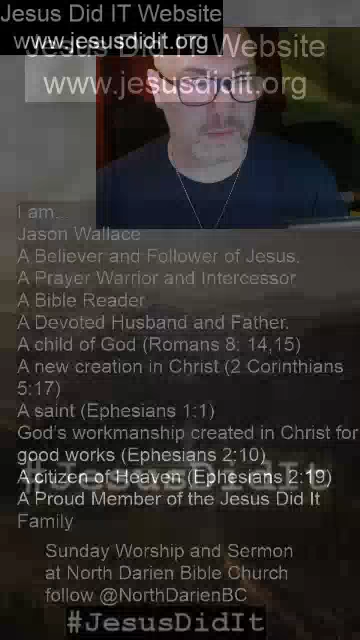 Jesus Did IT Website
www.jesusdidit.org
Jesus Did IT Website
www.jesusdidit.org
I am.
Jason Wallace
A Believer and Follower of Jesus.
A Prayer Warrior and Intercessor
A Bible Reader
A Devoted Husband and Father.
A child of God (Romans 8: 14,15)
A new creation in Christ (2 Corinthians
5:17)
A saint (Ephesians 1:1)
God's workmanship created in Christ for
good works (Ephesians 2:10)
#JesusDidIt
A citizen of Heaven (Ephesians 2:19)
A Proud Member of the Jesus Did It
Family
Sunday Worship and Sermon
at North Darien Bible Church
follow @NorthDarienBC
#JesusDidIt